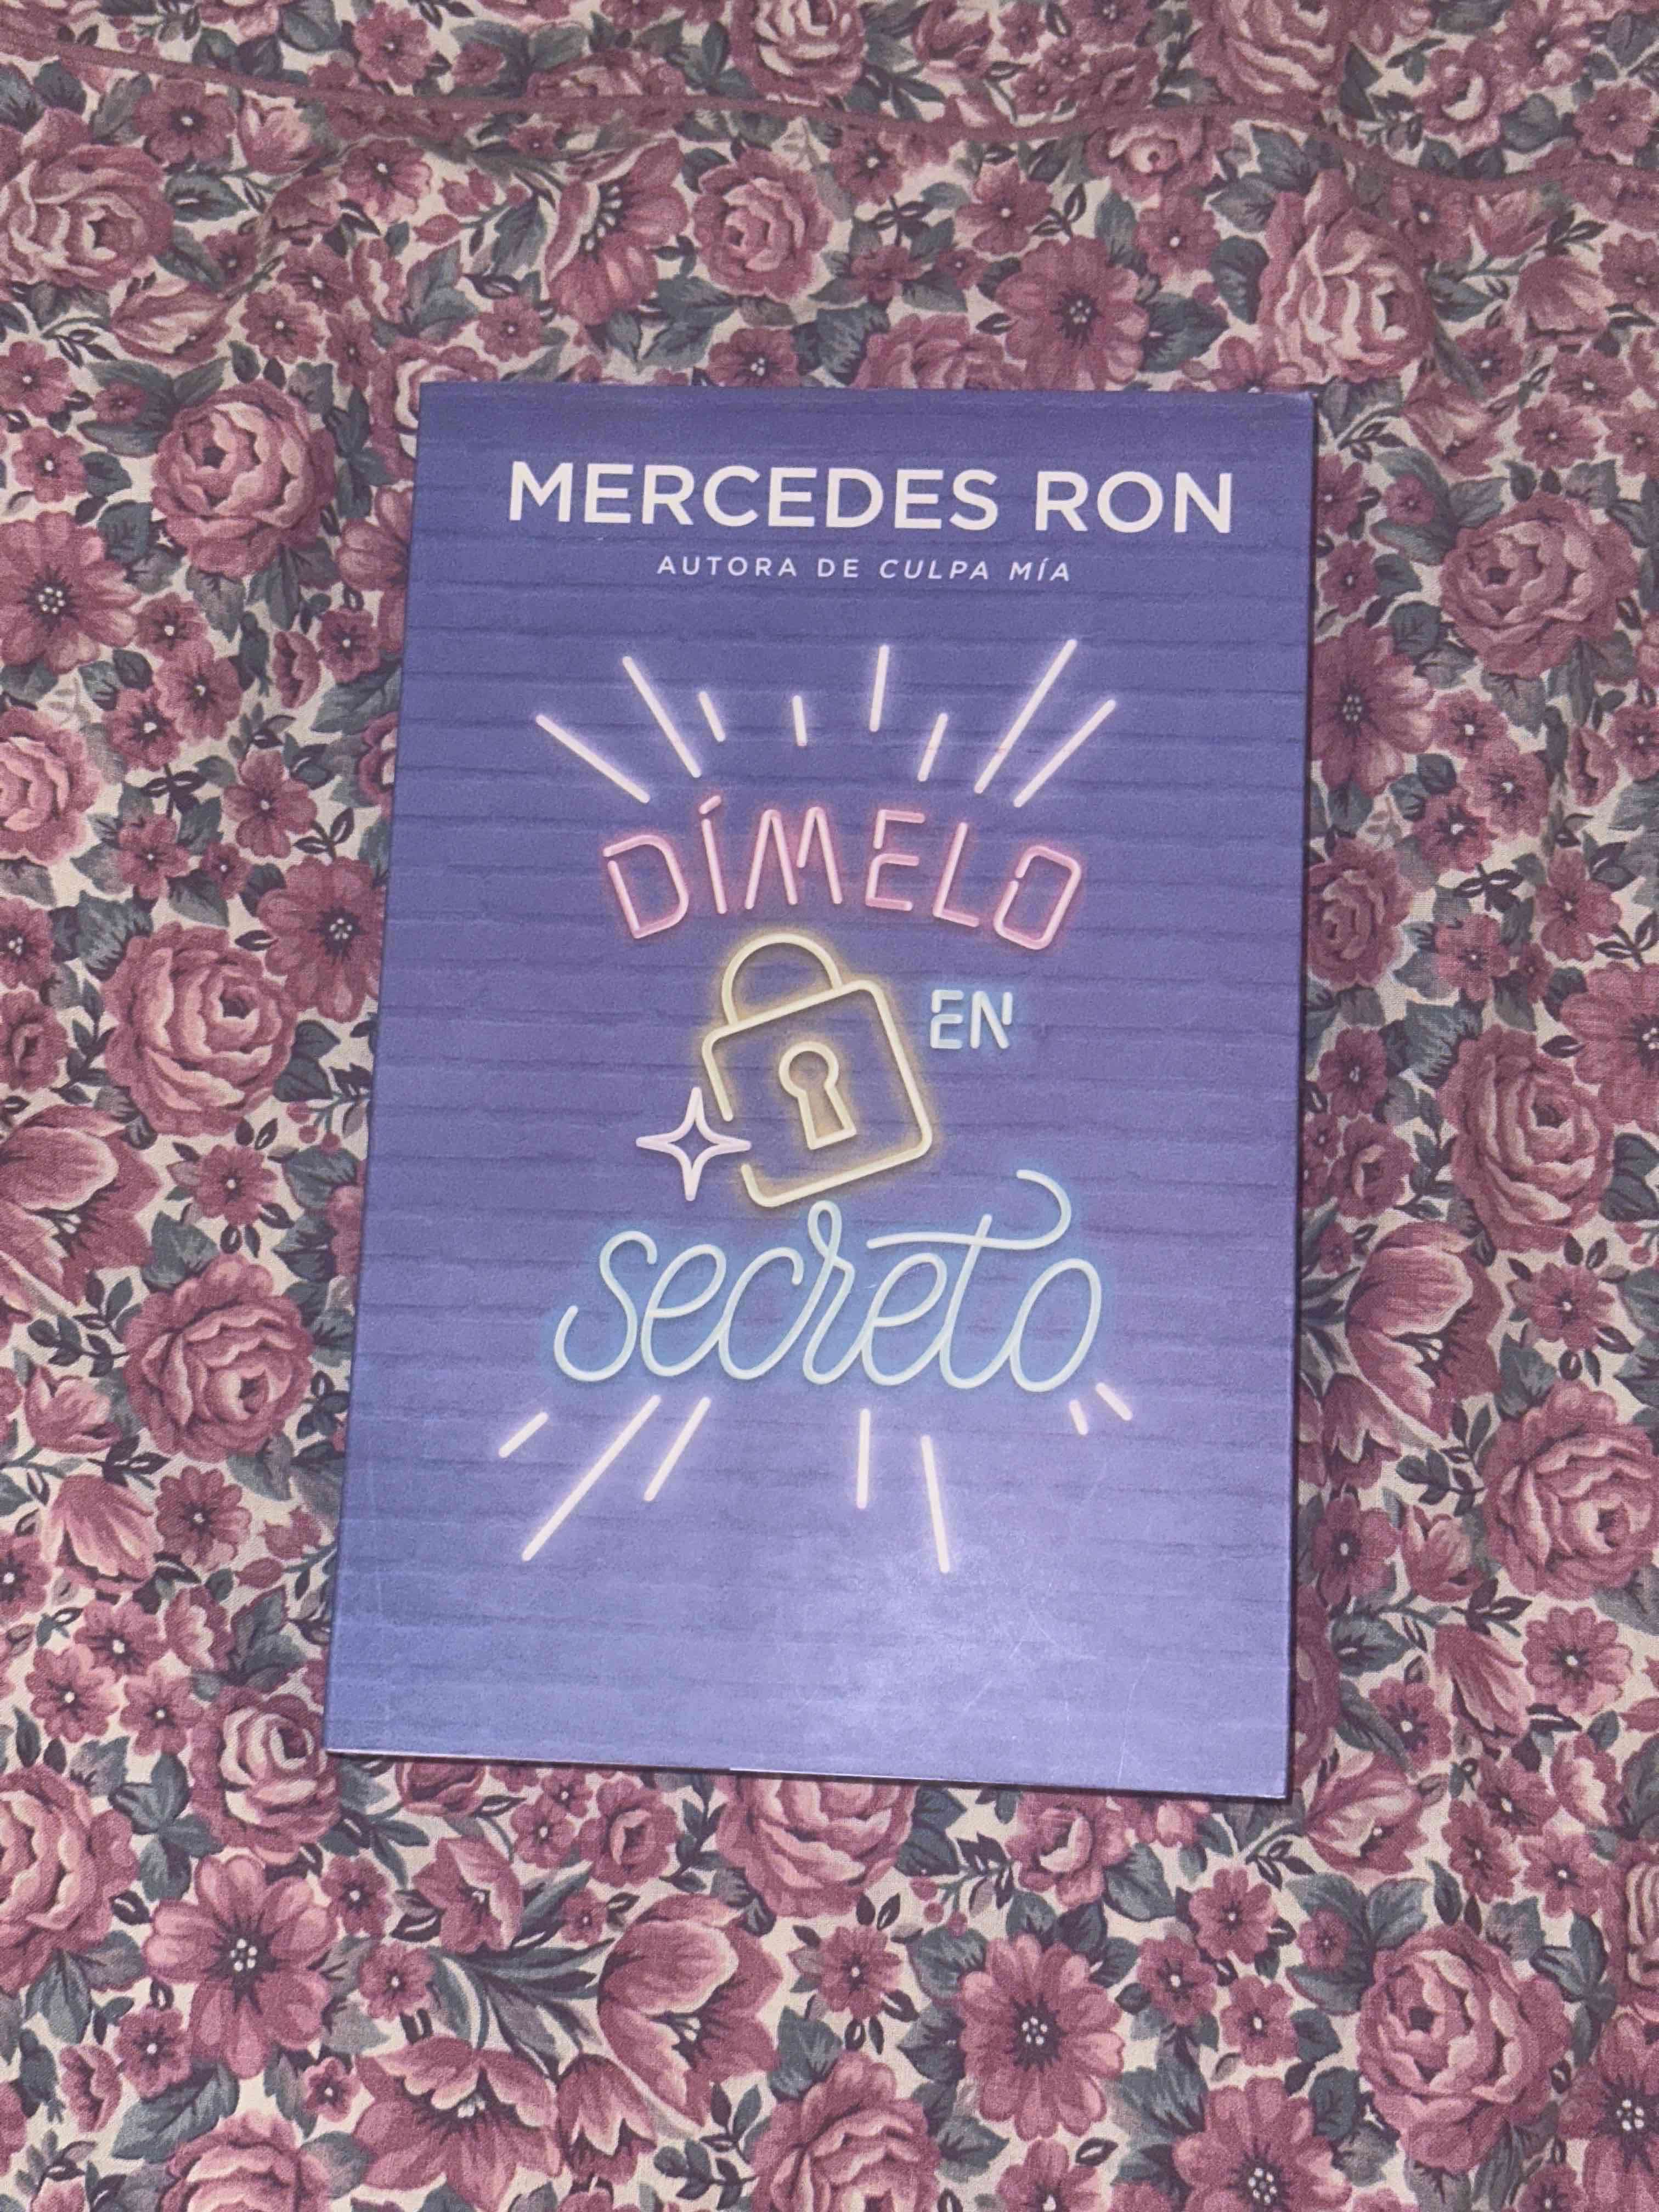 MERCEDES RON
AUTORA DE CULPA MÍA
DÍMELO
EN
secreto